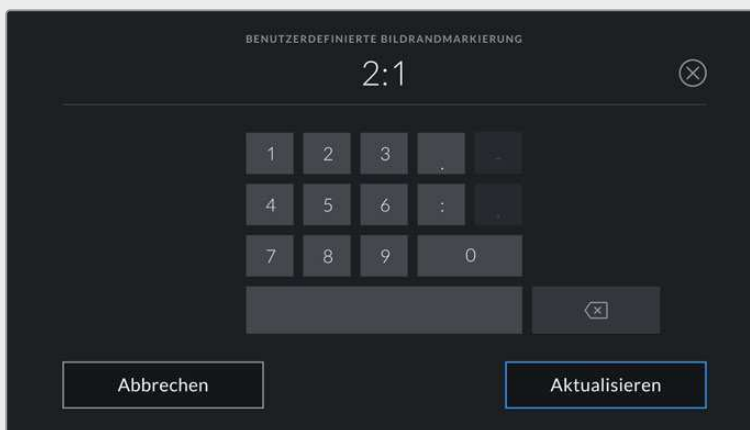 BENUTZERDEFINIERTE BILDRANDMARKIERUNG
2:1
1 2 3 . -
4 5 6 : ,
7 8 9 0
Abbrechen
Aktualisieren